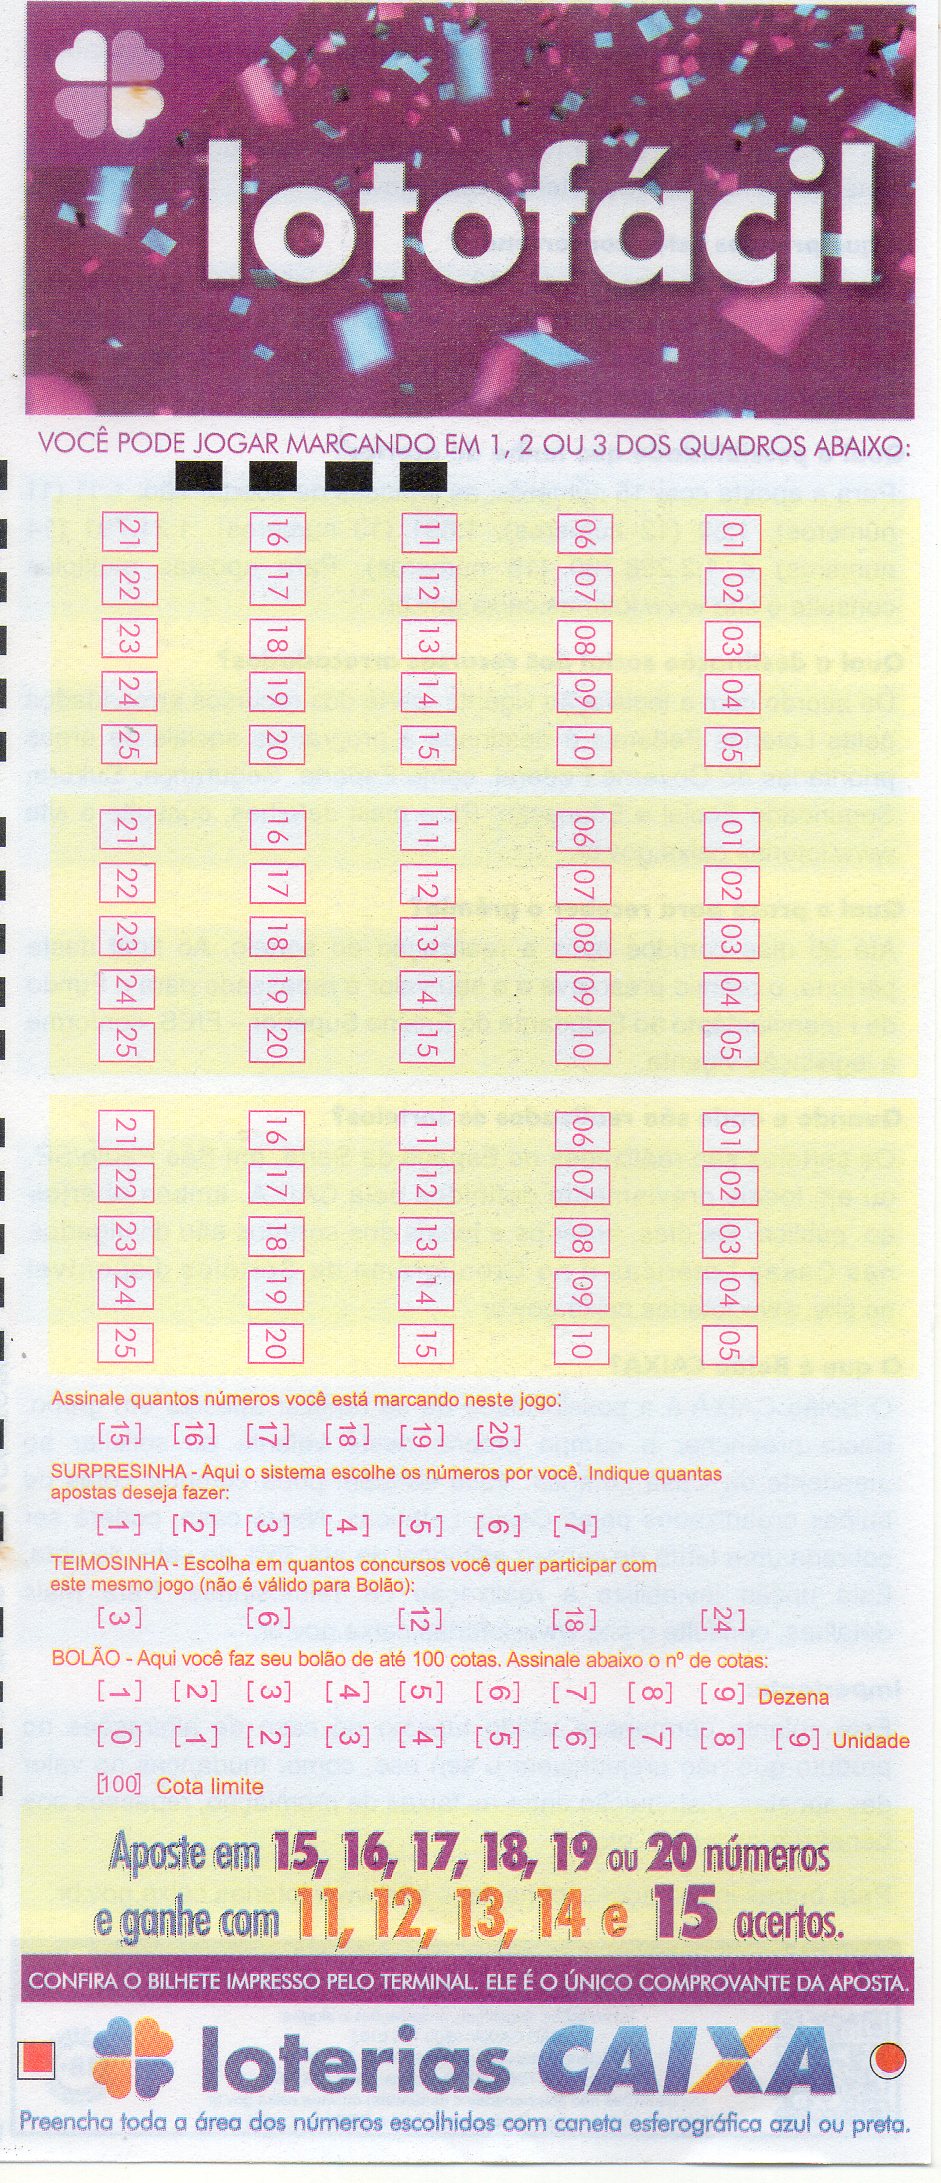 lotofácil
VOCÊ PODE JOGAR MARCANDO EM 1, 2 OU 3 DOS QUADROS ABAIXO:
21 16 11 06 01
22 17 12 07 02
23 18 13 08 03
24 19 14 09 04
25 20 15 10 05
21 16 11 06 01
22 17 12 07 02
23 18 13 08 03
24 19 14 09 04
25 20 15 10 05
21 16 11 06 01
22 17 12 07 02
23 18 13 08 03
24 19 14 09 04
25 20 15 10 05
Assinale quantos números você está marcando neste jogo:
[15] [16] [17] [18] [19] [20]
SURPRESINHA - Aqui o sistema escolhe os números por você. Indique quantas
apostas deseja fazer:
[1] [2] [3] [4] [5] [6] [7]
TEIMOSINHA - Escolha em quantos concursos você quer participar com
este mesmo jogo (não é válido para Bolão):
[3] [6] [12] [18] [24]
BOLÃO - Aqui você faz seu bolão de até 100 cotas. Assinale abaixo o nº de cotas:
[1] [2] [3] [4] [5] [6] [7] [8] [9] Dezena
[0] [1] [2] [3] [4] [5] [6] [7] [8] [9] Unidade
[100] Cota limite
Aposte em 15, 16, 17, 18, 19 ou 20 números
e ganhe com 11, 12, 13, 14 e 15 acertos.
CONFIRA O BILHETE IMPRESSO PELO TERMINAL. ELE É O ÚNICO COMPROVANTE DA APOSTA.
loterias CAIXA
Preencha toda a área dos números escolhidos com caneta esferográfica azul ou preta.